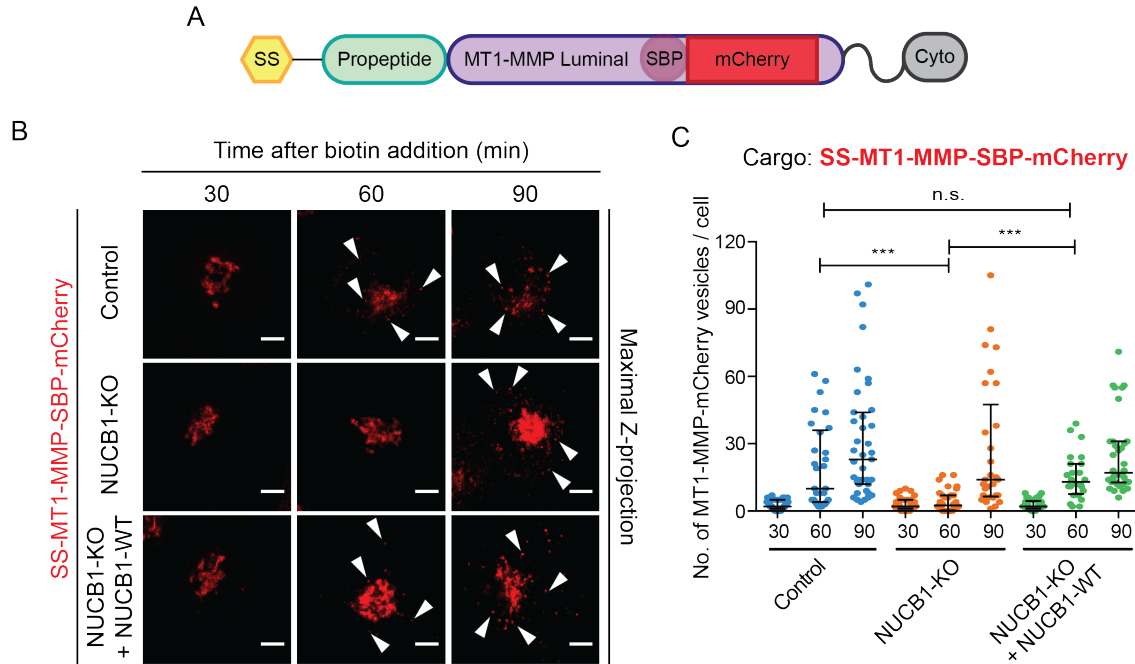 A
SS
Propeptide
MT1-MMP Luminal
SBP
mCherry
Cyto
B
Time after biotin addition (min)
30 60 90
SS-MT1-MMP-SBP-mCherry
Control
NUCB1-KO
NUCB1-KO
+ NUCB1-WT
Maximal Z-projection
C
Cargo: SS-MT1-MMP-SBP-mCherry
n.s.
***
***
No. of MT1-MMP-mCherry vesicles / cell
120
90
60
30
0
30 60 90 30 60 90 30 60 90
Control
NUCB1-KO
NUCB1-KO
+ NUCB1-WT